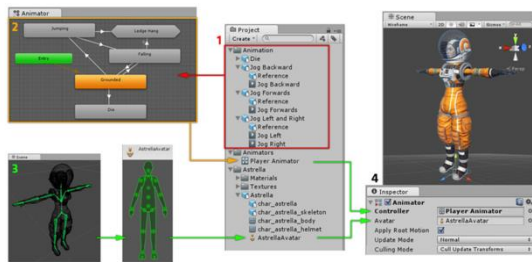 Animator
2
Jumping
Ledge Hang
Falling
Entry
Grounded
Die
1
Project
Create
Animation
Die
Jog Backward
Reference
Jog Backward
Jog Forwards
Reference
Jog Forwards
Jog Left and Right
Reference
Jog Left
Jog Right
Animators
Player Animator
Astrella
Materials
Textures
Astrella
char_astrella
char_astrella_skeleton
char_astrella_body
char_astrella_helmet
AstrellaAvatar
3
Scene
AstrellaAvatar
Scene
Wireframe
2D
4
Inspector
Animator
Controller
Player Animator
Avatar
AstrellaAvatar
Apply Root Motion
Update Mode
Normal
Culling Mode
Cull Update Transforms